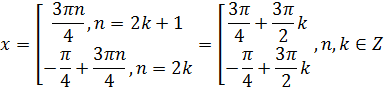 x = [ 3πn/4 , n = 2k + 1 ; −π/4 + 3πn/4 , n = 2k = [ 3π/4 + 3π/2 k ; −π/4 + 3π/2 k , n, k ∈ Z